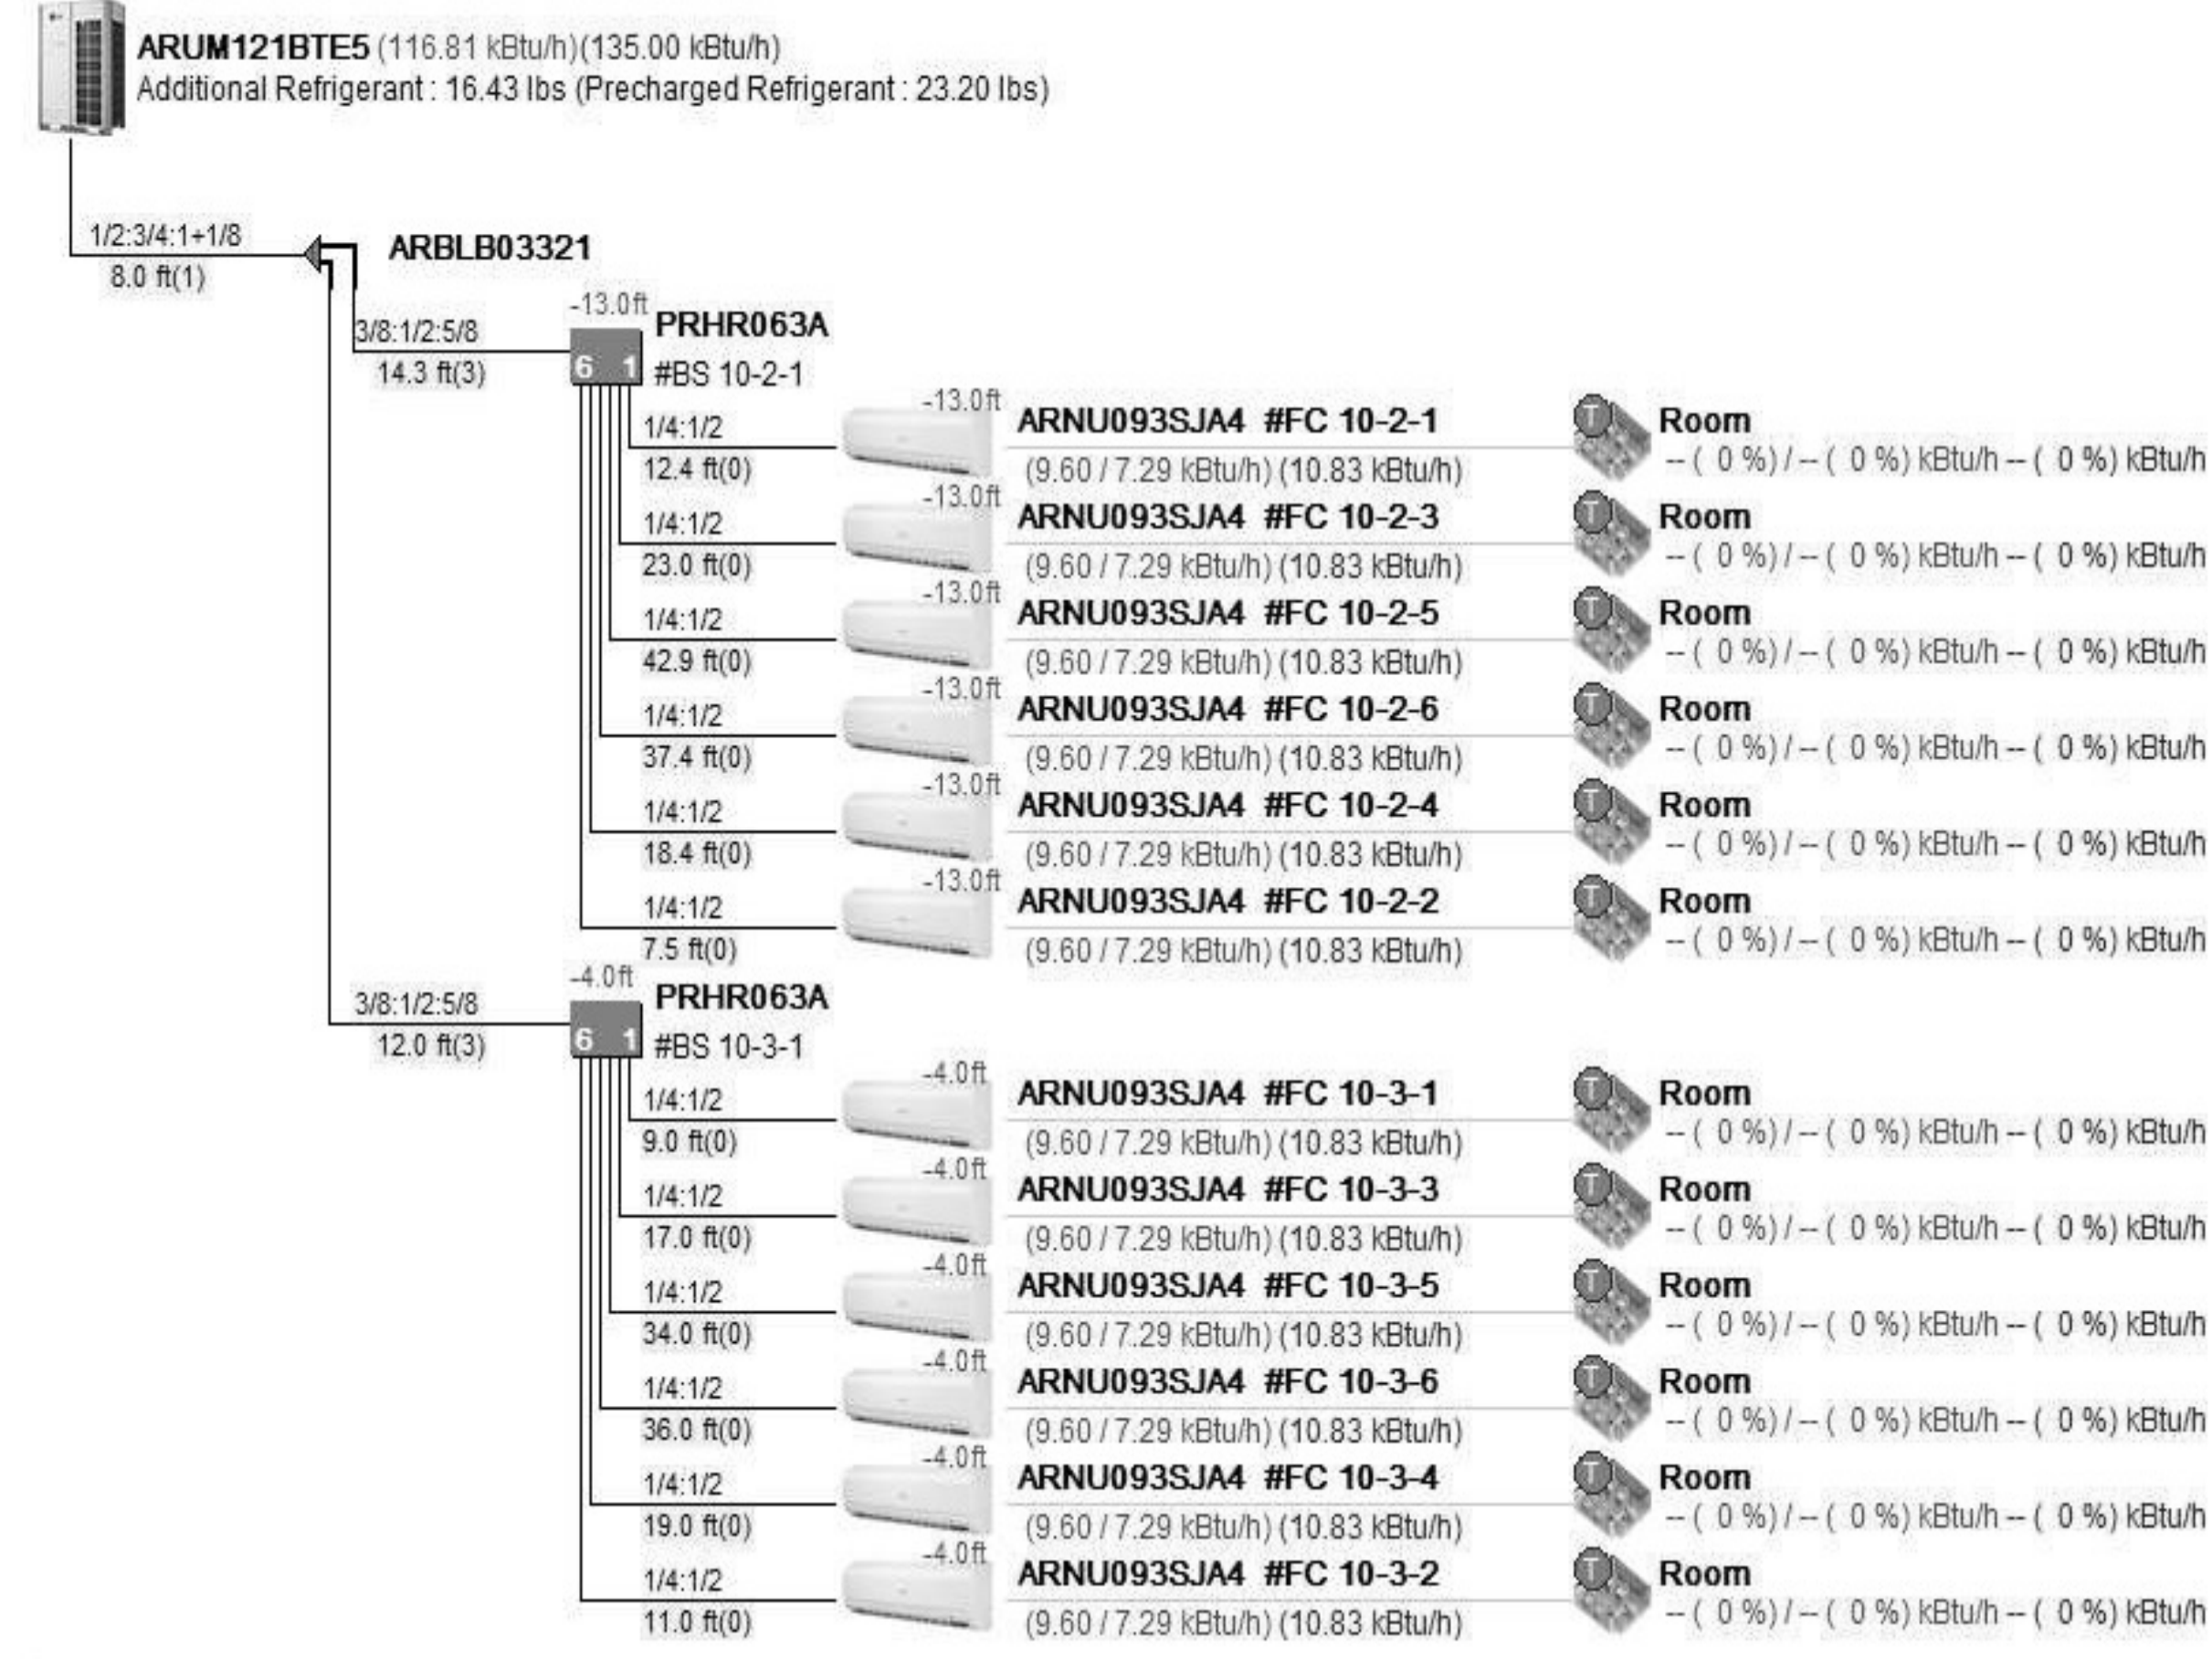 ARUM121BTE5 (116.81 kBtu/h)(135.00 kBtu/h)
Additional Refrigerant : 16.43 lbs (Precharged Refrigerant : 23.20 lbs)
1/2:3/4:1+1/8
8.0 ft(1)
ARBLB03321
3/8:1/2:5/8
14.3 ft(3)
-13.0ft
PRHR063A
6 1
#BS 10-2-1
1/4:1/2
12.4 ft(0)
-13.0ft
ARNU093SJA4 #FC 10-2-1
(9.60 / 7.29 kBtu/h) (10.83 kBtu/h)
T
Room
-- ( 0 %) / -- ( 0 %) kBtu/h -- ( 0 %) kBtu/h
1/4:1/2
23.0 ft(0)
-13.0ft
ARNU093SJA4 #FC 10-2-3
(9.60 / 7.29 kBtu/h) (10.83 kBtu/h)
T
Room
-- ( 0 %) / -- ( 0 %) kBtu/h -- ( 0 %) kBtu/h
1/4:1/2
42.9 ft(0)
-13.0ft
ARNU093SJA4 #FC 10-2-5
(9.60 / 7.29 kBtu/h) (10.83 kBtu/h)
T
Room
-- ( 0 %) / -- ( 0 %) kBtu/h -- ( 0 %) kBtu/h
1/4:1/2
37.4 ft(0)
-13.0ft
ARNU093SJA4 #FC 10-2-6
(9.60 / 7.29 kBtu/h) (10.83 kBtu/h)
T
Room
-- ( 0 %) / -- ( 0 %) kBtu/h -- ( 0 %) kBtu/h
1/4:1/2
18.4 ft(0)
-13.0ft
ARNU093SJA4 #FC 10-2-4
(9.60 / 7.29 kBtu/h) (10.83 kBtu/h)
T
Room
-- ( 0 %) / -- ( 0 %) kBtu/h -- ( 0 %) kBtu/h
1/4:1/2
7.5 ft(0)
-13.0ft
ARNU093SJA4 #FC 10-2-2
(9.60 / 7.29 kBtu/h) (10.83 kBtu/h)
T
Room
-- ( 0 %) / -- ( 0 %) kBtu/h -- ( 0 %) kBtu/h
3/8:1/2:5/8
12.0 ft(3)
-4.0ft
PRHR063A
6 1
#BS 10-3-1
1/4:1/2
9.0 ft(0)
-4.0ft
ARNU093SJA4 #FC 10-3-1
(9.60 / 7.29 kBtu/h) (10.83 kBtu/h)
T
Room
-- ( 0 %) / -- ( 0 %) kBtu/h -- ( 0 %) kBtu/h
1/4:1/2
17.0 ft(0)
-4.0ft
ARNU093SJA4 #FC 10-3-3
(9.60 / 7.29 kBtu/h) (10.83 kBtu/h)
T
Room
-- ( 0 %) / -- ( 0 %) kBtu/h -- ( 0 %) kBtu/h
1/4:1/2
34.0 ft(0)
-4.0ft
ARNU093SJA4 #FC 10-3-5
(9.60 / 7.29 kBtu/h) (10.83 kBtu/h)
T
Room
-- ( 0 %) / -- ( 0 %) kBtu/h -- ( 0 %) kBtu/h
1/4:1/2
36.0 ft(0)
-4.0ft
ARNU093SJA4 #FC 10-3-6
(9.60 / 7.29 kBtu/h) (10.83 kBtu/h)
T
Room
-- ( 0 %) / -- ( 0 %) kBtu/h -- ( 0 %) kBtu/h
1/4:1/2
19.0 ft(0)
-4.0ft
ARNU093SJA4 #FC 10-3-4
(9.60 / 7.29 kBtu/h) (10.83 kBtu/h)
T
Room
-- ( 0 %) / -- ( 0 %) kBtu/h -- ( 0 %) kBtu/h
1/4:1/2
11.0 ft(0)
-4.0ft
ARNU093SJA4 #FC 10-3-2
(9.60 / 7.29 kBtu/h) (10.83 kBtu/h)
T
Room
-- ( 0 %) / -- ( 0 %) kBtu/h -- ( 0 %) kBtu/h